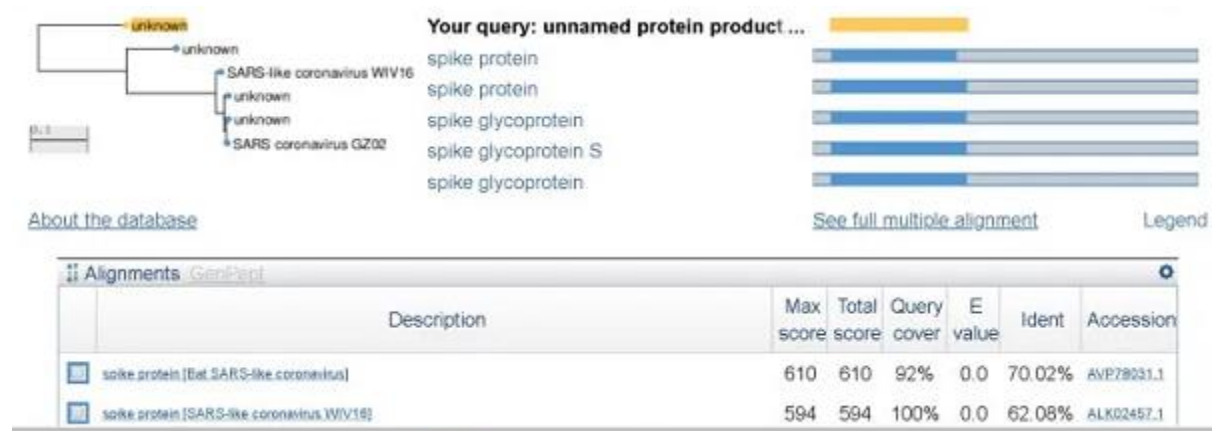 unknown
unknown
SARS-like coronavirus WIV16
unknown
unknown
SARS coronavirus GZ02
0.1
Your query: unnamed protein product ...
spike protein
spike protein
spike glycoprotein
spike glycoprotein S
spike glycoprotein
About the database
See full multiple alignment
Legend
Alignments GenPept
Description Max score Total score Query cover E value Ident Accession
spike protein [Bat SARS-like coronavirus] 610 610 92% 0.0 70.02% AVP78031.1
spike protein [SARS-like coronavirus WIV16] 594 594 100% 0.0 62.08% ALK02457.1